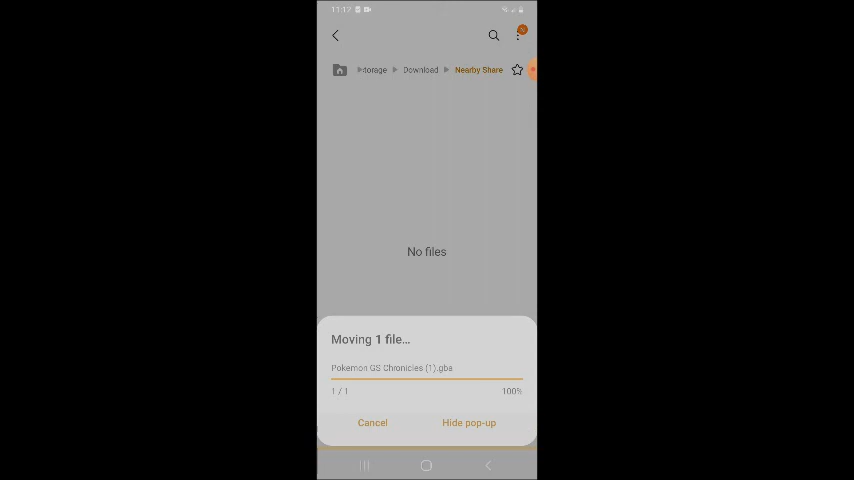 11:12
Download
Nearby Share
No files
Moving 1 file...
Pokemon GS Chronicles (1).gba
1 / 1
100%
Cancel
Hide pop-up